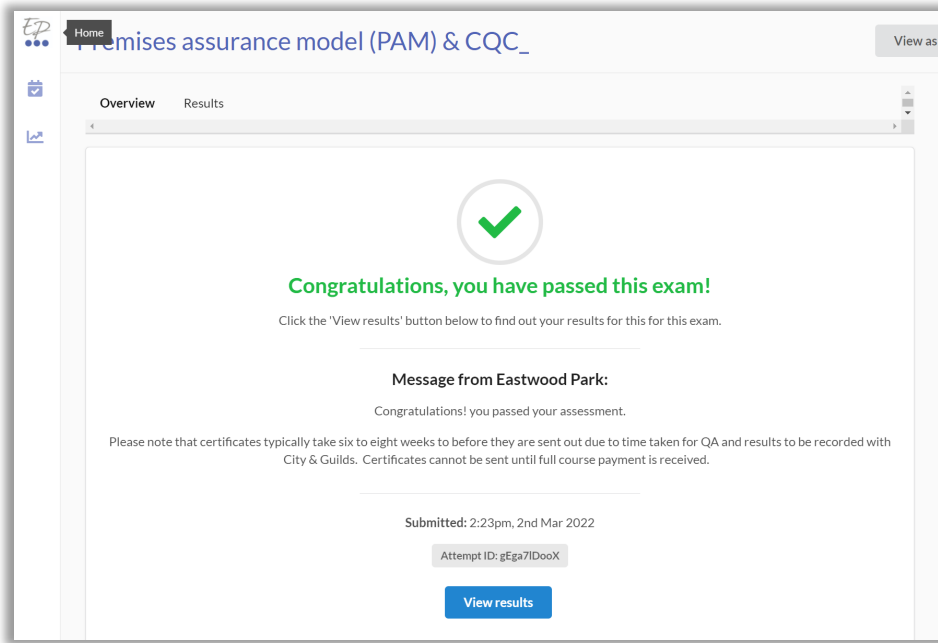 EP
Home
emises assurance model (PAM) & CQC_
View as
Overview Results
Congratulations, you have passed this exam!
Click the 'View results' button below to find out your results for this for this exam.
Message from Eastwood Park:
Congratulations! you passed your assessment.
Please note that certificates typically take six to eight weeks to before they are sent out due to time taken for QA and results to be recorded with
City & Guilds. Certificates cannot be sent until full course payment is received.
Submitted: 2:23pm, 2nd Mar 2022
Attempt ID: gEga7lDooX
View results